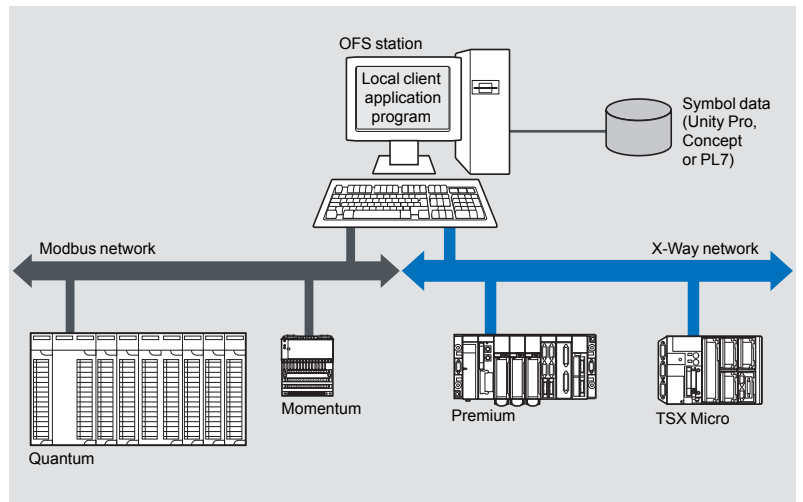 OFS station
Local client
application
program
Symbol data
(Unity Pro,
Concept
or PL7)
Modbus network
X-Way network
Quantum
Momentum
Premium
TSX Micro